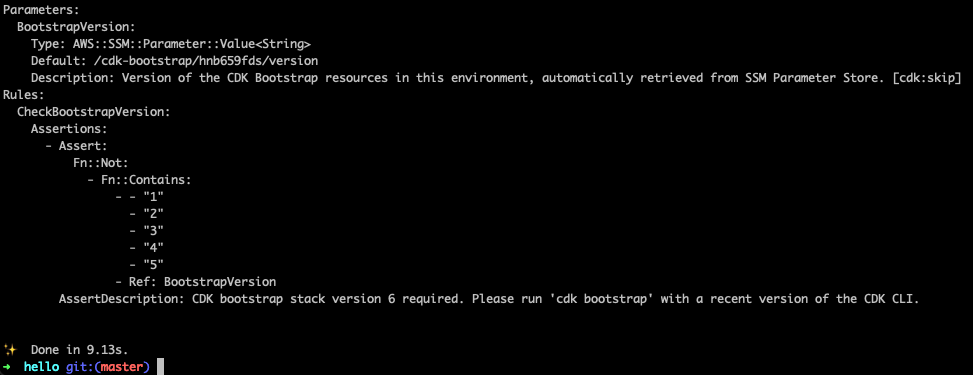 Parameters:
  BootstrapVersion:
    Type: AWS::SSM::Parameter::Value<String>
    Default: /cdk-bootstrap/hnb659fds/version
    Description: Version of the CDK Bootstrap resources in this environment, automatically retrieved from SSM Parameter Store. [cdk:skip]
Rules:
  CheckBootstrapVersion:
    Assertions:
      - Assert:
          Fn::Not:
            - Fn::Contains:
                - - "1"
                  - "2"
                  - "3"
                  - "4"
                  - "5"
                - Ref: BootstrapVersion
        AssertDescription: CDK bootstrap stack version 6 required. Please run 'cdk bootstrap' with a recent version of the CDK CLI.
✨  Done in 9.13s.
➜  hello git:(master)